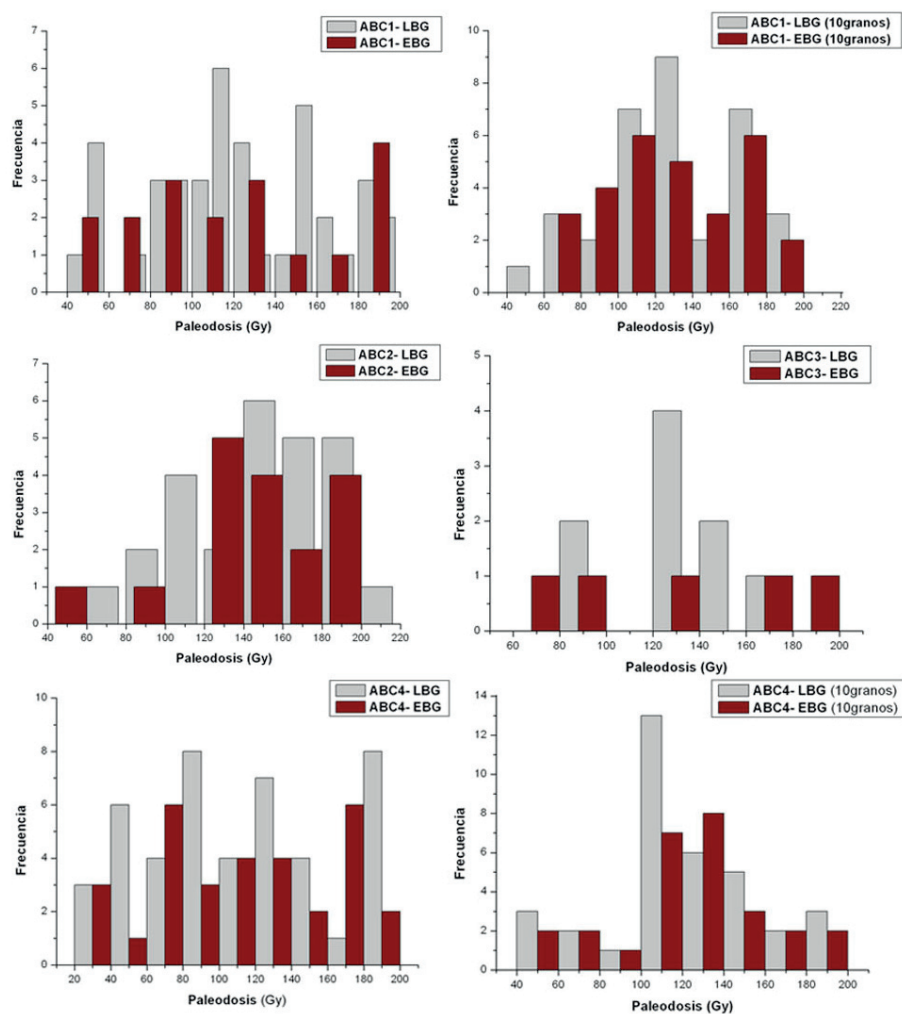 ABC1- LBG
ABC1- EBG
7
6
5
4
3
2
1
0
Frecuencia
40 60 80 100 120 140 160 180 200
Paleodosis (Gy)
ABC1- LBG (10granos)
ABC1- EBG (10granos)
10
8
6
4
2
0
Frecuencia
40 60 80 100 120 140 160 180 200 220
Paleodosis (Gy)
ABC2- LBG
ABC2- EBG
7
6
5
4
3
2
1
0
Frecuencia
40 60 80 100 120 140 160 180 200 220
Paleodosis (Gy)
ABC3- LBG
ABC3- EBG
5
4
3
2
1
0
Frecuencia
60 80 100 120 140 160 180 200
Paleodosis (Gy)
ABC4- LBG
ABC4- EBG
10
8
6
4
2
0
Frecuencia
20 40 60 80 100 120 140 160 180 200
Paleodosis (Gy)
ABC4- LBG (10granos)
ABC4- EBG (10granos)
14
12
10
8
6
4
2
0
Frecuencia
40 60 80 100 120 140 160 180 200
Paleodosis (Gy)